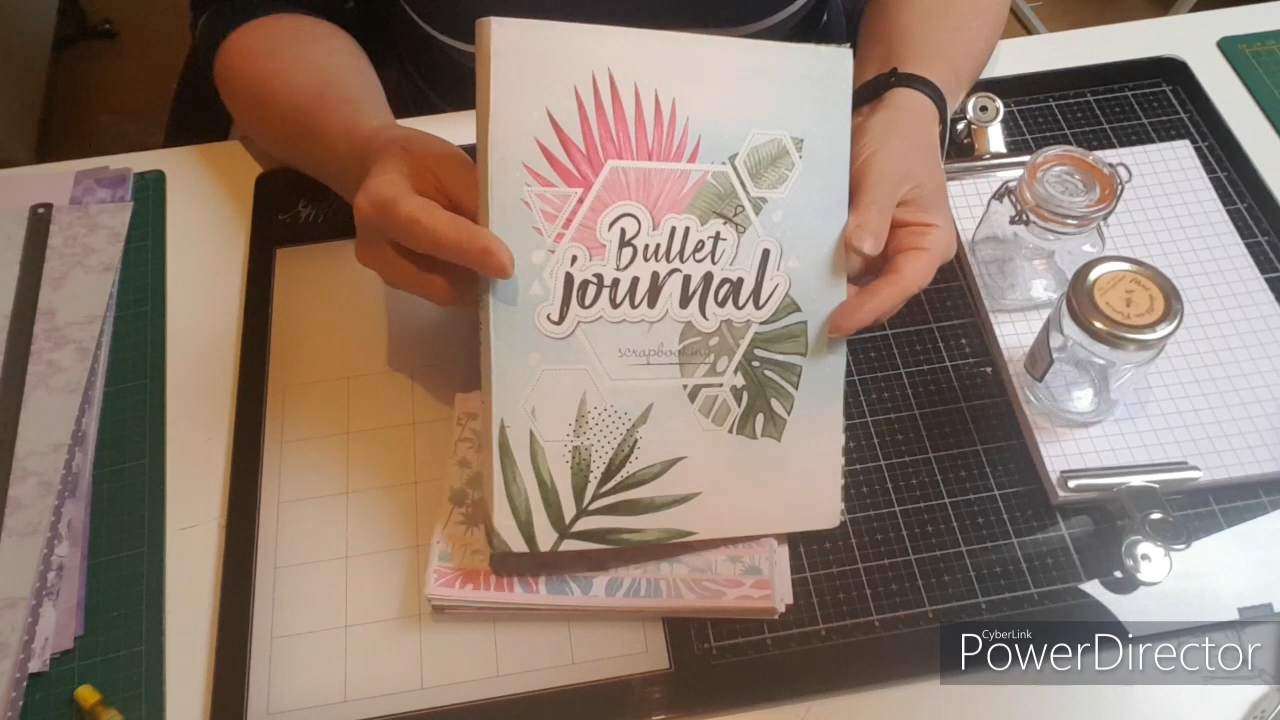 Bullet
journal
scrapbooking
CyberLink
PowerDirector